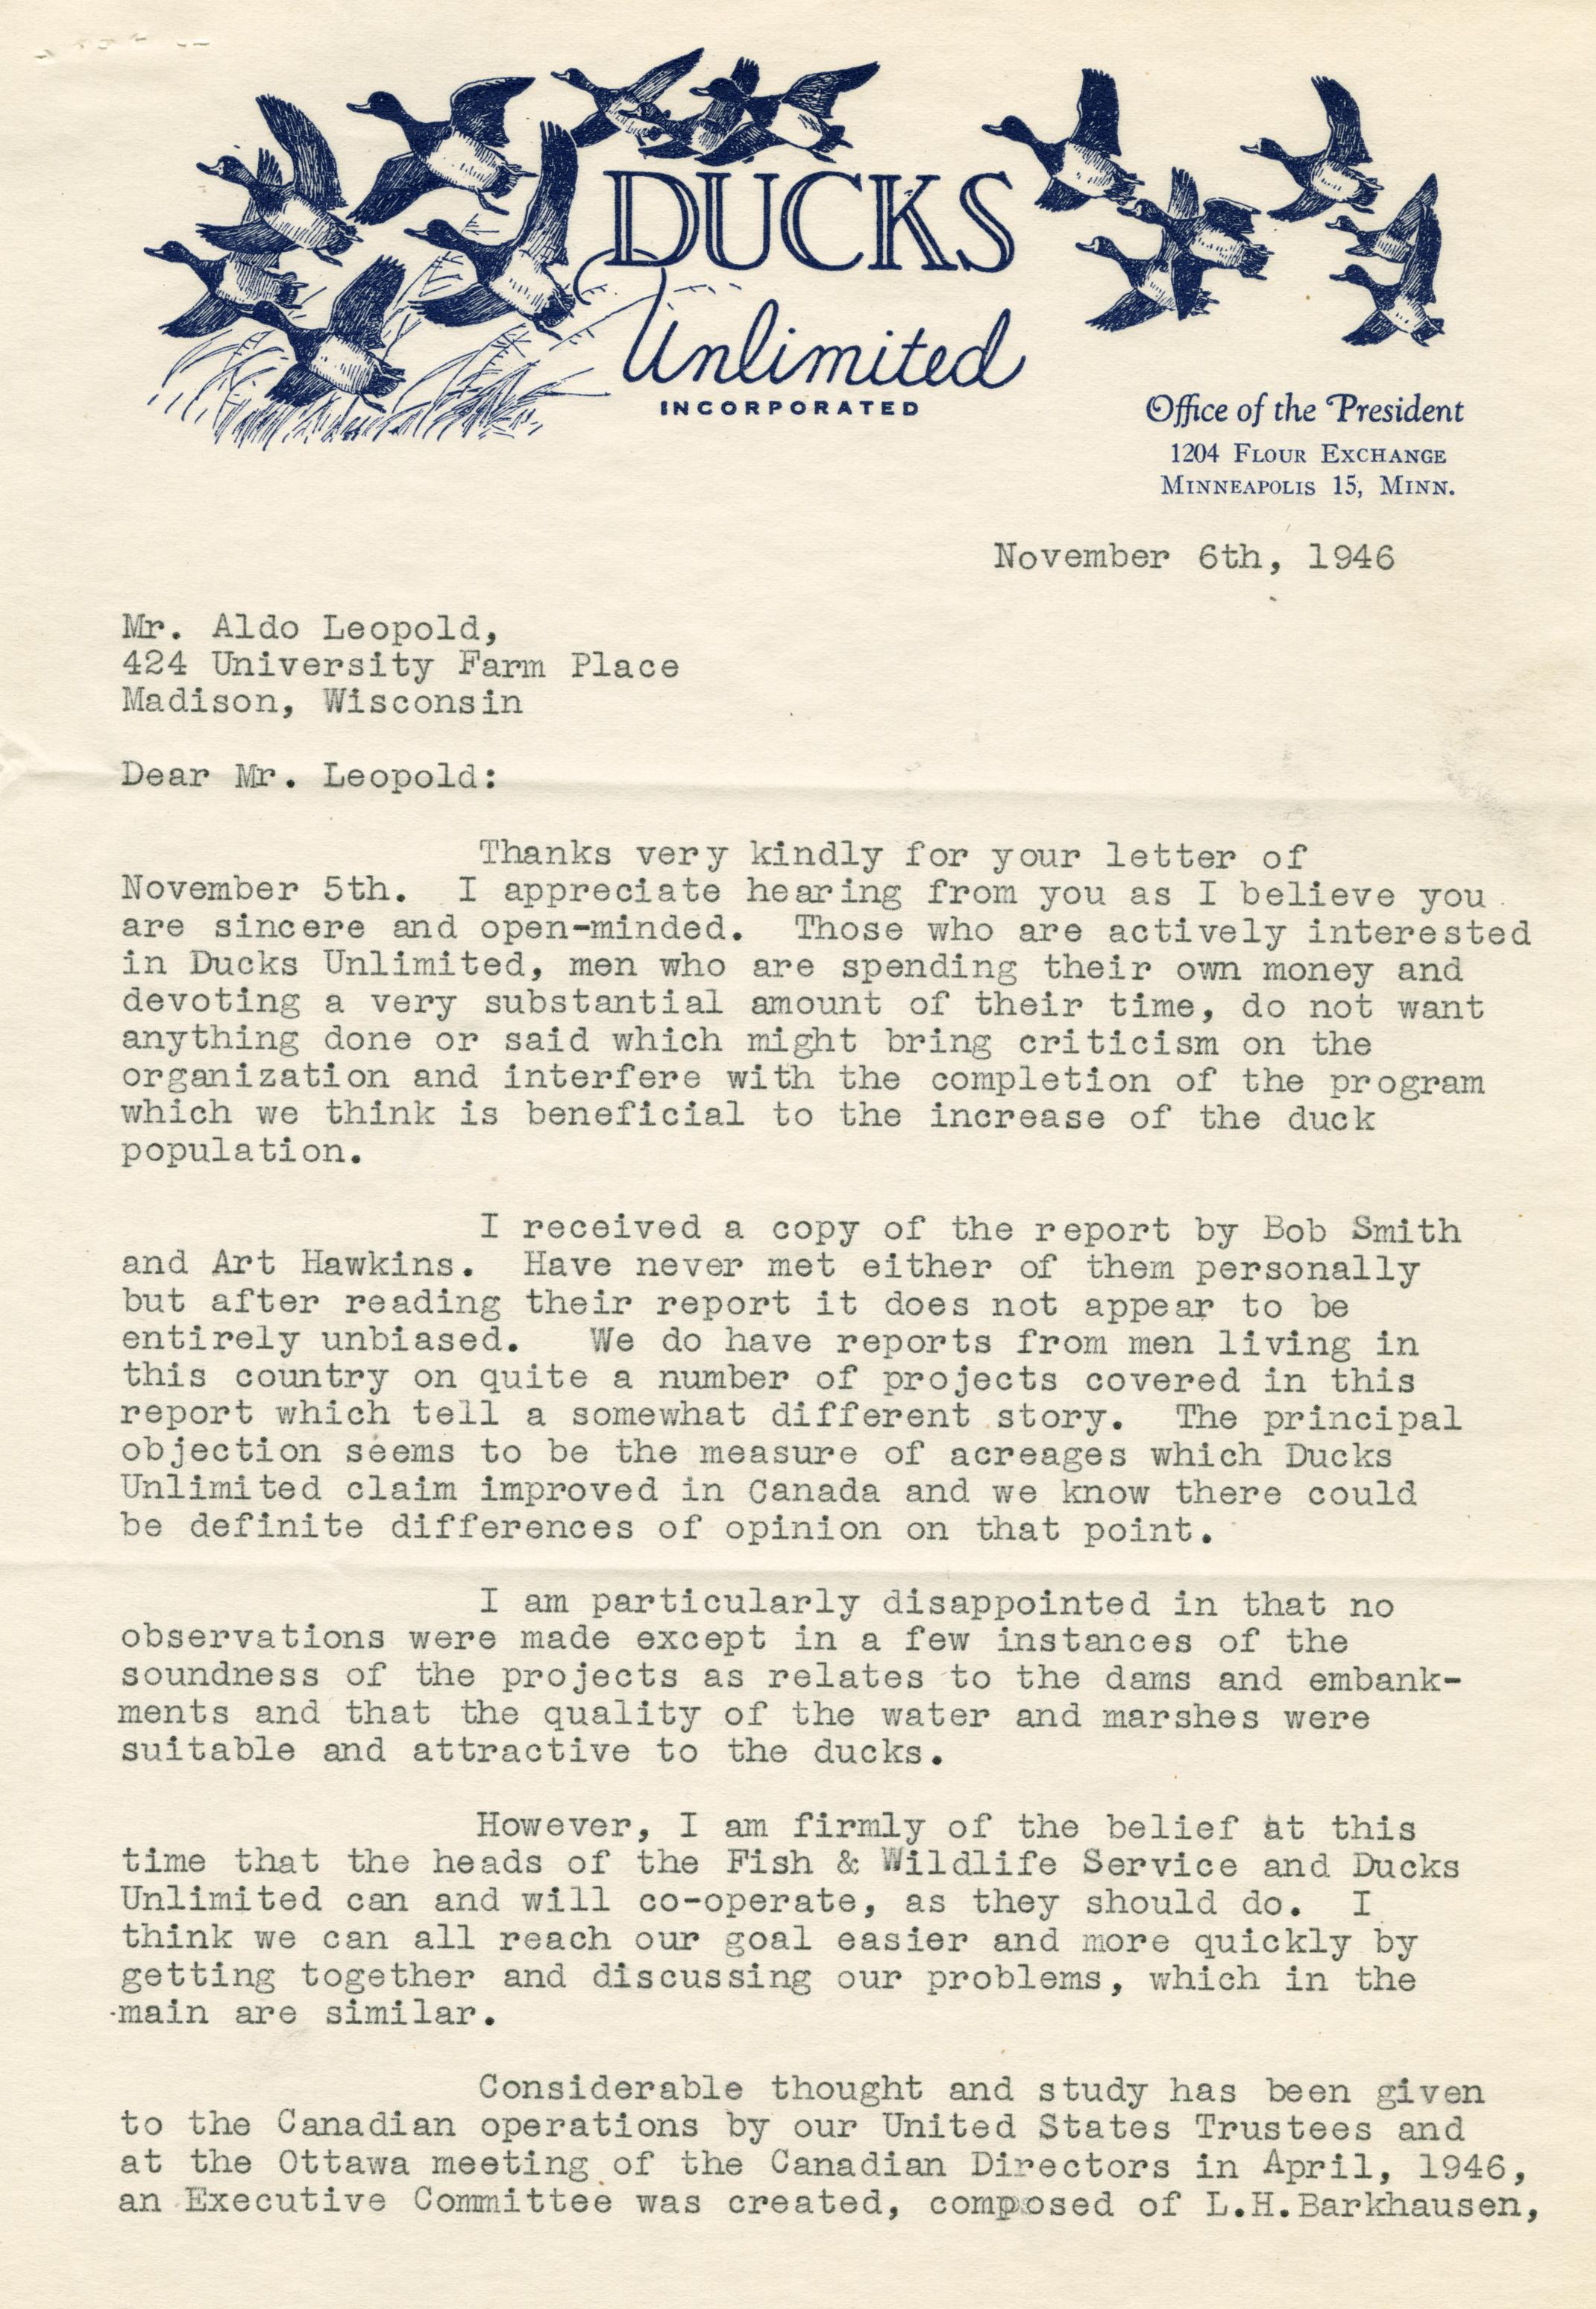 DUCKS
Unlimited
INCORPORATED
Office of the President
1204 FLOUR EXCHANGE
MINNEAPOLIS 15, MINN.
November 6th, 1946
Mr. Aldo Leopold,
424 University Farm Place
Madison, Wisconsin
Dear Mr. Leopold:
Thanks very kindly for your letter of
November 5th. I appreciate hearing from you as I believe you
are sincere and open-minded. Those who are actively interested
in Ducks Unlimited, men who are spending their own money and
devoting a very substantial amount of their time, do not want
anything done or said which might bring criticism on the
organization and interfere with the completion of the program
which we think is beneficial to the increase of the duck
population.
I received a copy of the report by Bob Smith
and Art Hawkins. Have never met either of them personally
but after reading their report it does not appear to be
entirely unbiased. We do have reports from men living in
this country on quite a number of projects covered in this
report which tell a somewhat different story. The principal
objection seems to be the measure of acreages which Ducks
Unlimited claim improved in Canada and we know there could
be definite differences of opinion on that point.
I am particularly disappointed in that no
observations were made except in a few instances of the
soundness of the projects as relates to the dams and embank-
ments and that the quality of the water and marshes were
suitable and attractive to the ducks.
However, I am firmly of the belief at this
time that the heads of the Fish & Wildlife Service and Ducks
Unlimited can and will co-operate, as they should do. I
think we can all reach our goal easier and more quickly by
getting together and discussing our problems, which in the
main are similar.
Considerable thought and study has been given
to the Canadian operations by our United States Trustees and
at the Ottawa meeting of the Canadian Directors in April, 1946,
an Executive Committee was created, composed of L.H.Barkhausen,